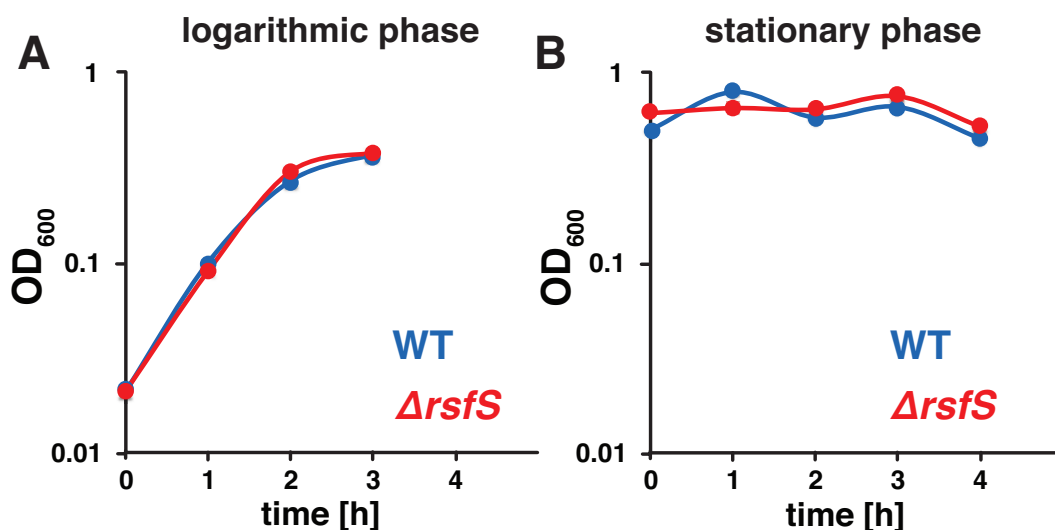 A
logarithmic phase
1
0.1
0.01
OD600
0
1
2
3
4
time [h]
WT
ΔrsfS
B
stationary phase
1
0.1
0.01
OD600
0
1
2
3
4
time [h]
WT
ΔrsfS